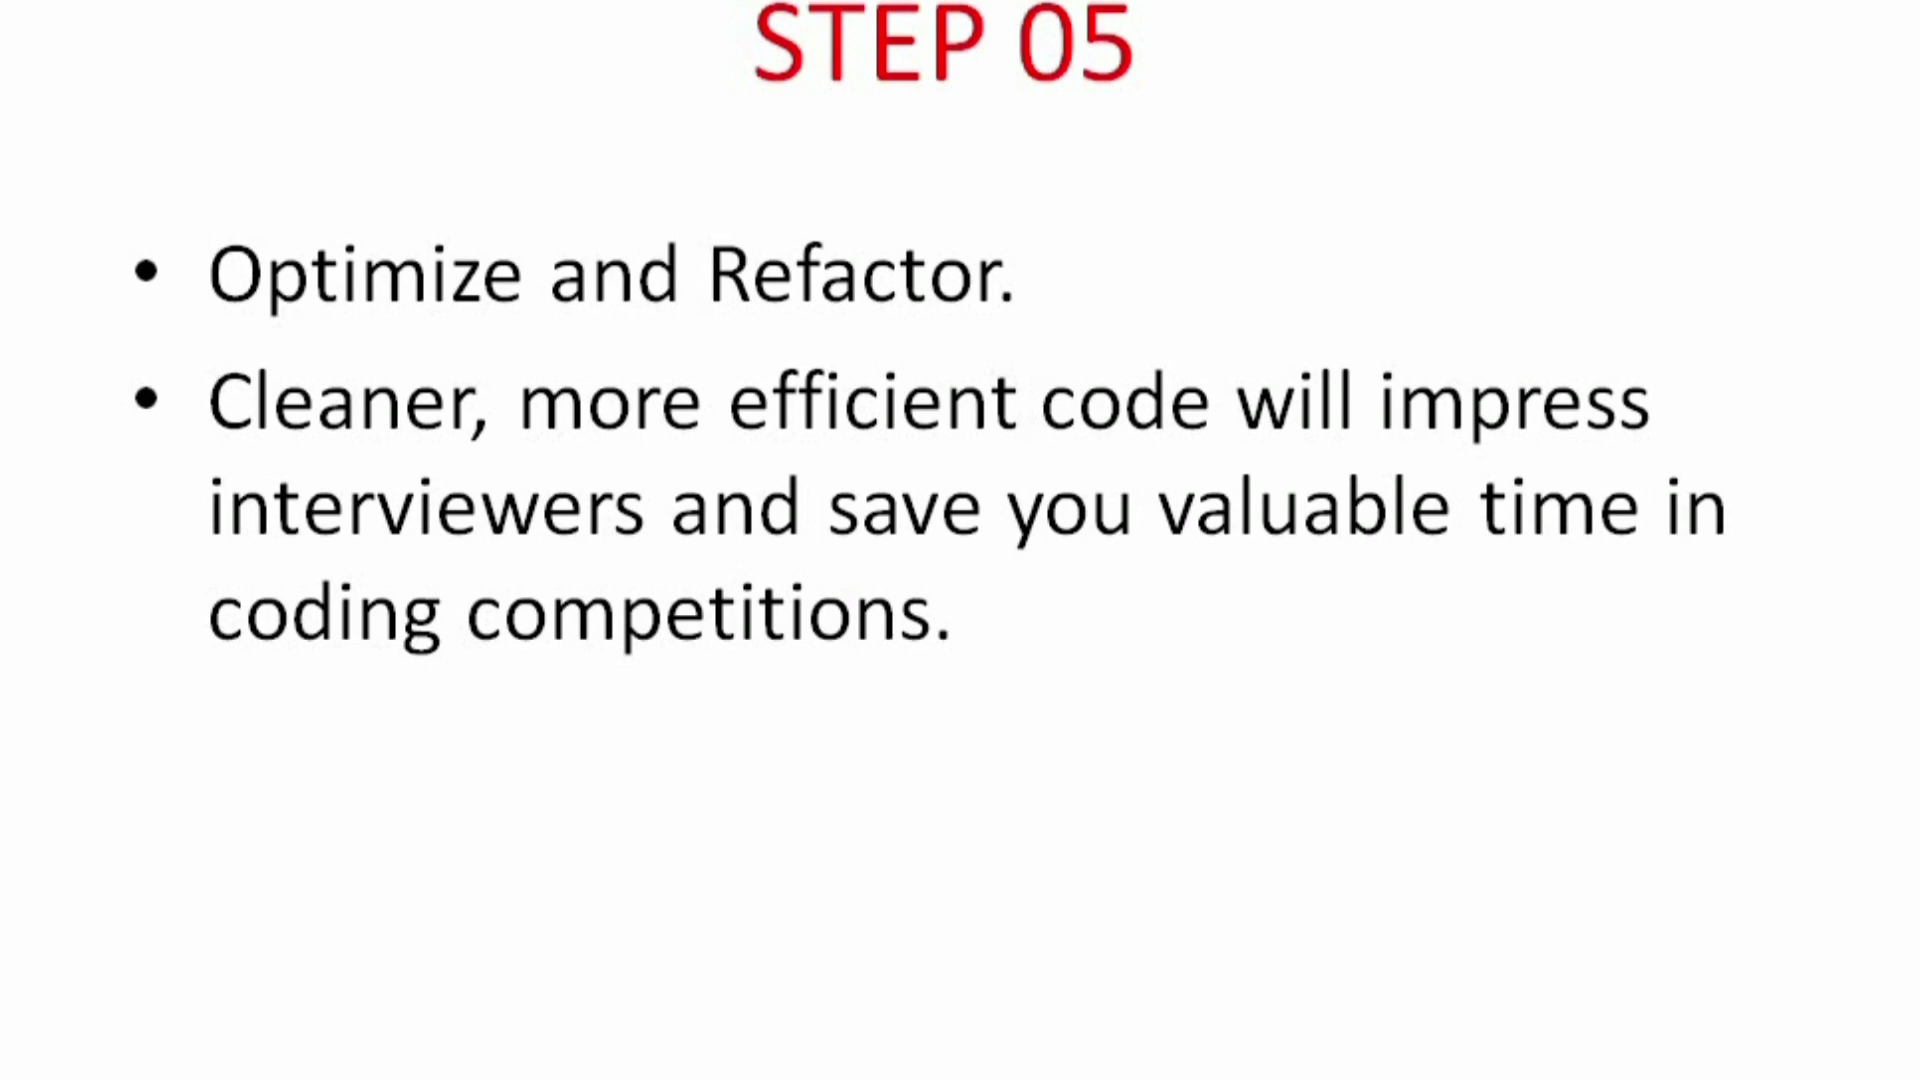 STEP 05
• Optimize and Refactor.
• Cleaner, more efficient code will impress
interviewers and save you valuable time in
coding competitions.